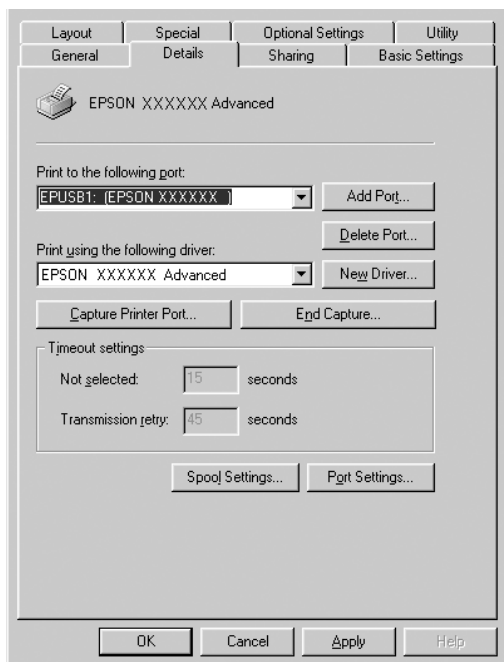 Layout Special Optional Settings Utility
General Details Sharing Basic Settings
EPSON XXXXXX Advanced
Print to the following port:
EPUSB1: (EPSON XXXXXX ) Add Port...
Delete Port...
Print using the following driver:
EPSON XXXXXX Advanced New Driver...
Capture Printer Port... End Capture...
Timeout settings
Not selected: 15 seconds
Transmission retry: 45 seconds
Spool Settings... Port Settings...
OK Cancel Apply Help